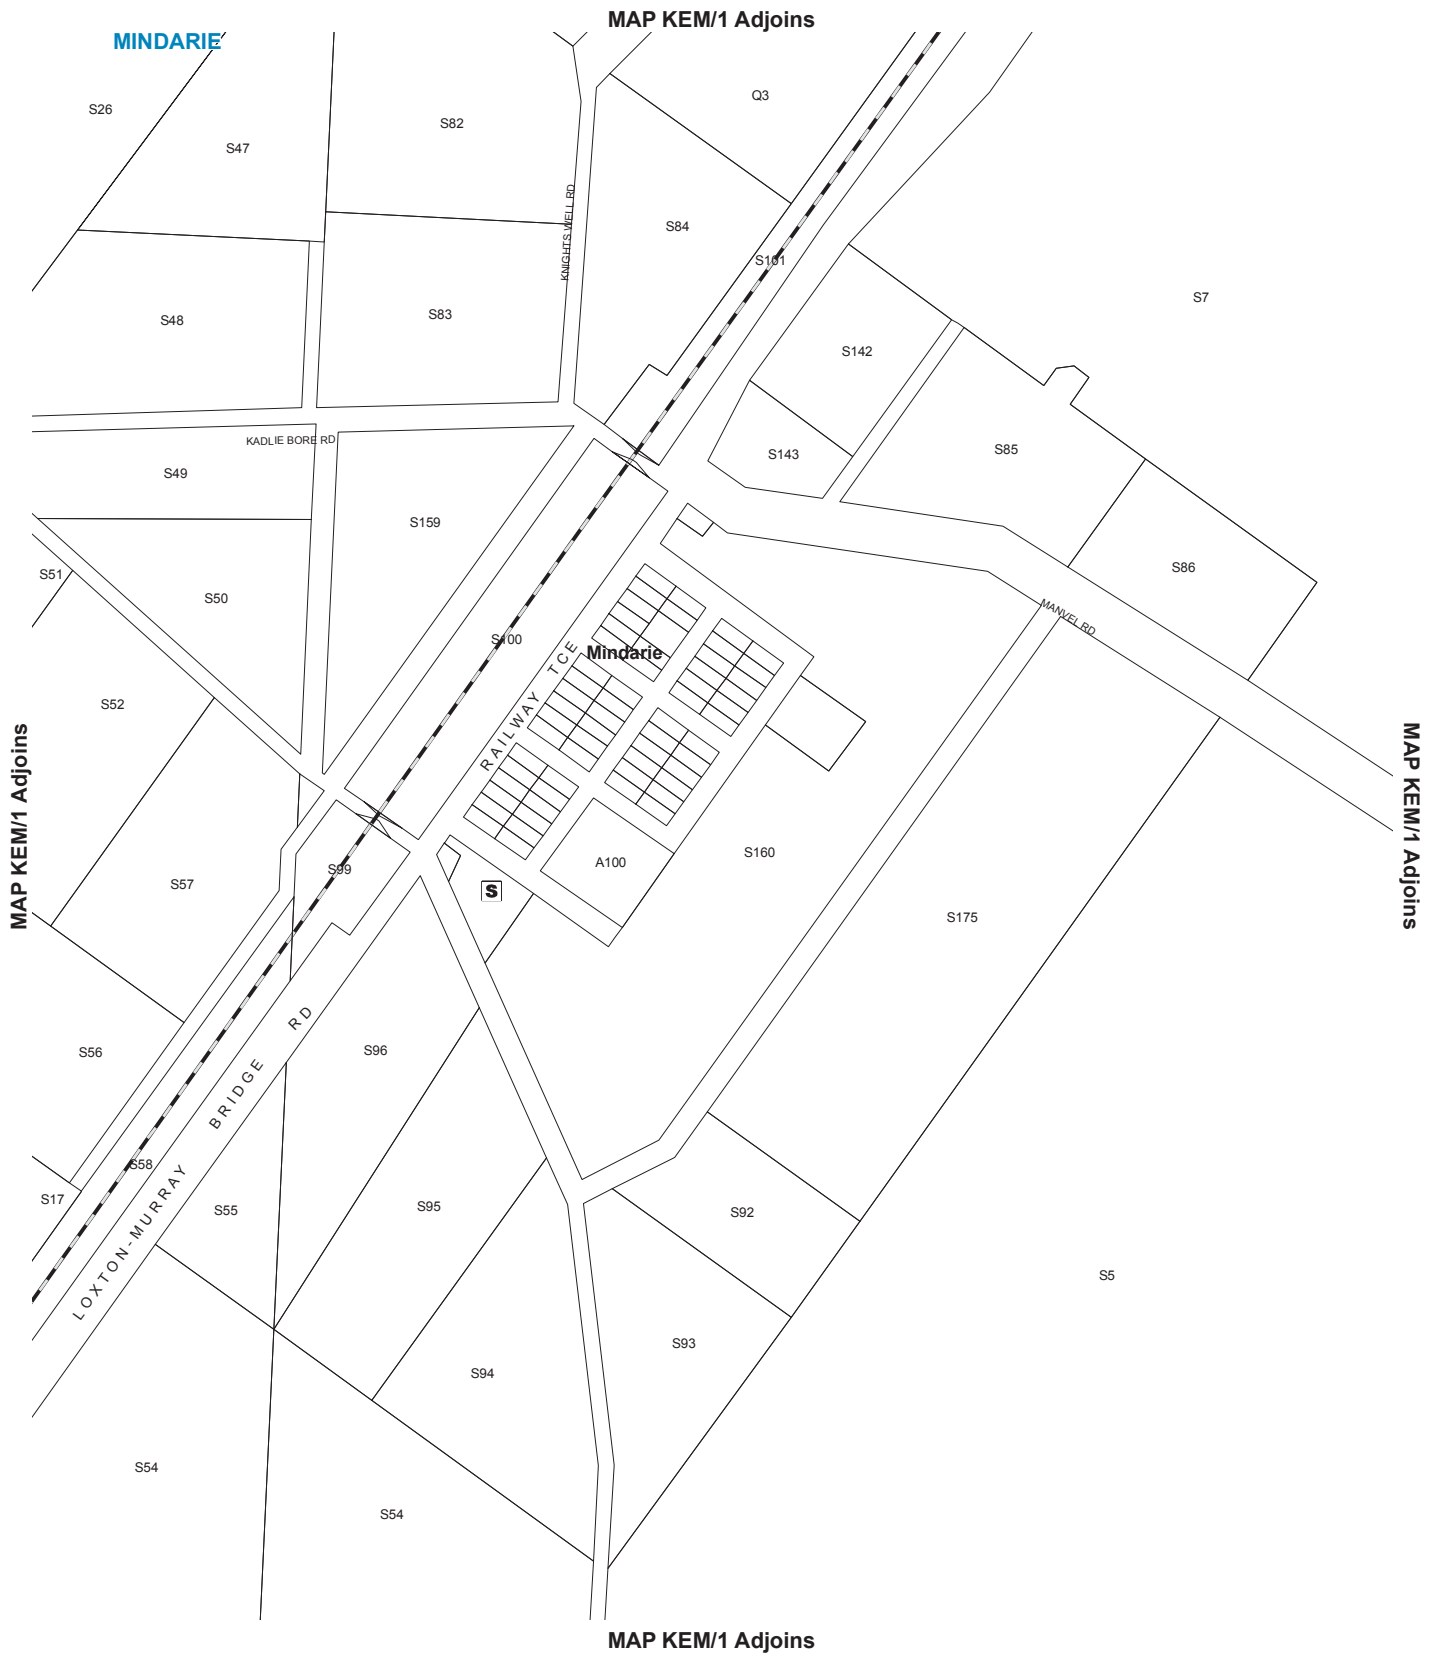 MAP KEM/1 Adjoins
MINDARIE
Q3
S26
S82
S47
KNIGHTS WELL RD
S84
S101
S7
S83
S48
S142
KADLIE BORE RD
S143
S85
S49
S159
S86
S51
S50
MANVEL RD
S100
Mindarie
RAILWAY TCE
S52
MAP KEM/1 Adjoins
MAP KEM/1 Adjoins
S160
A100
S99
S57
S
S175
LOXTON-MURRAY BRIDGE RD
S96
S56
S58
S17
S55
S95
S92
S5
S93
S94
S54
S54
MAP KEM/1 Adjoins